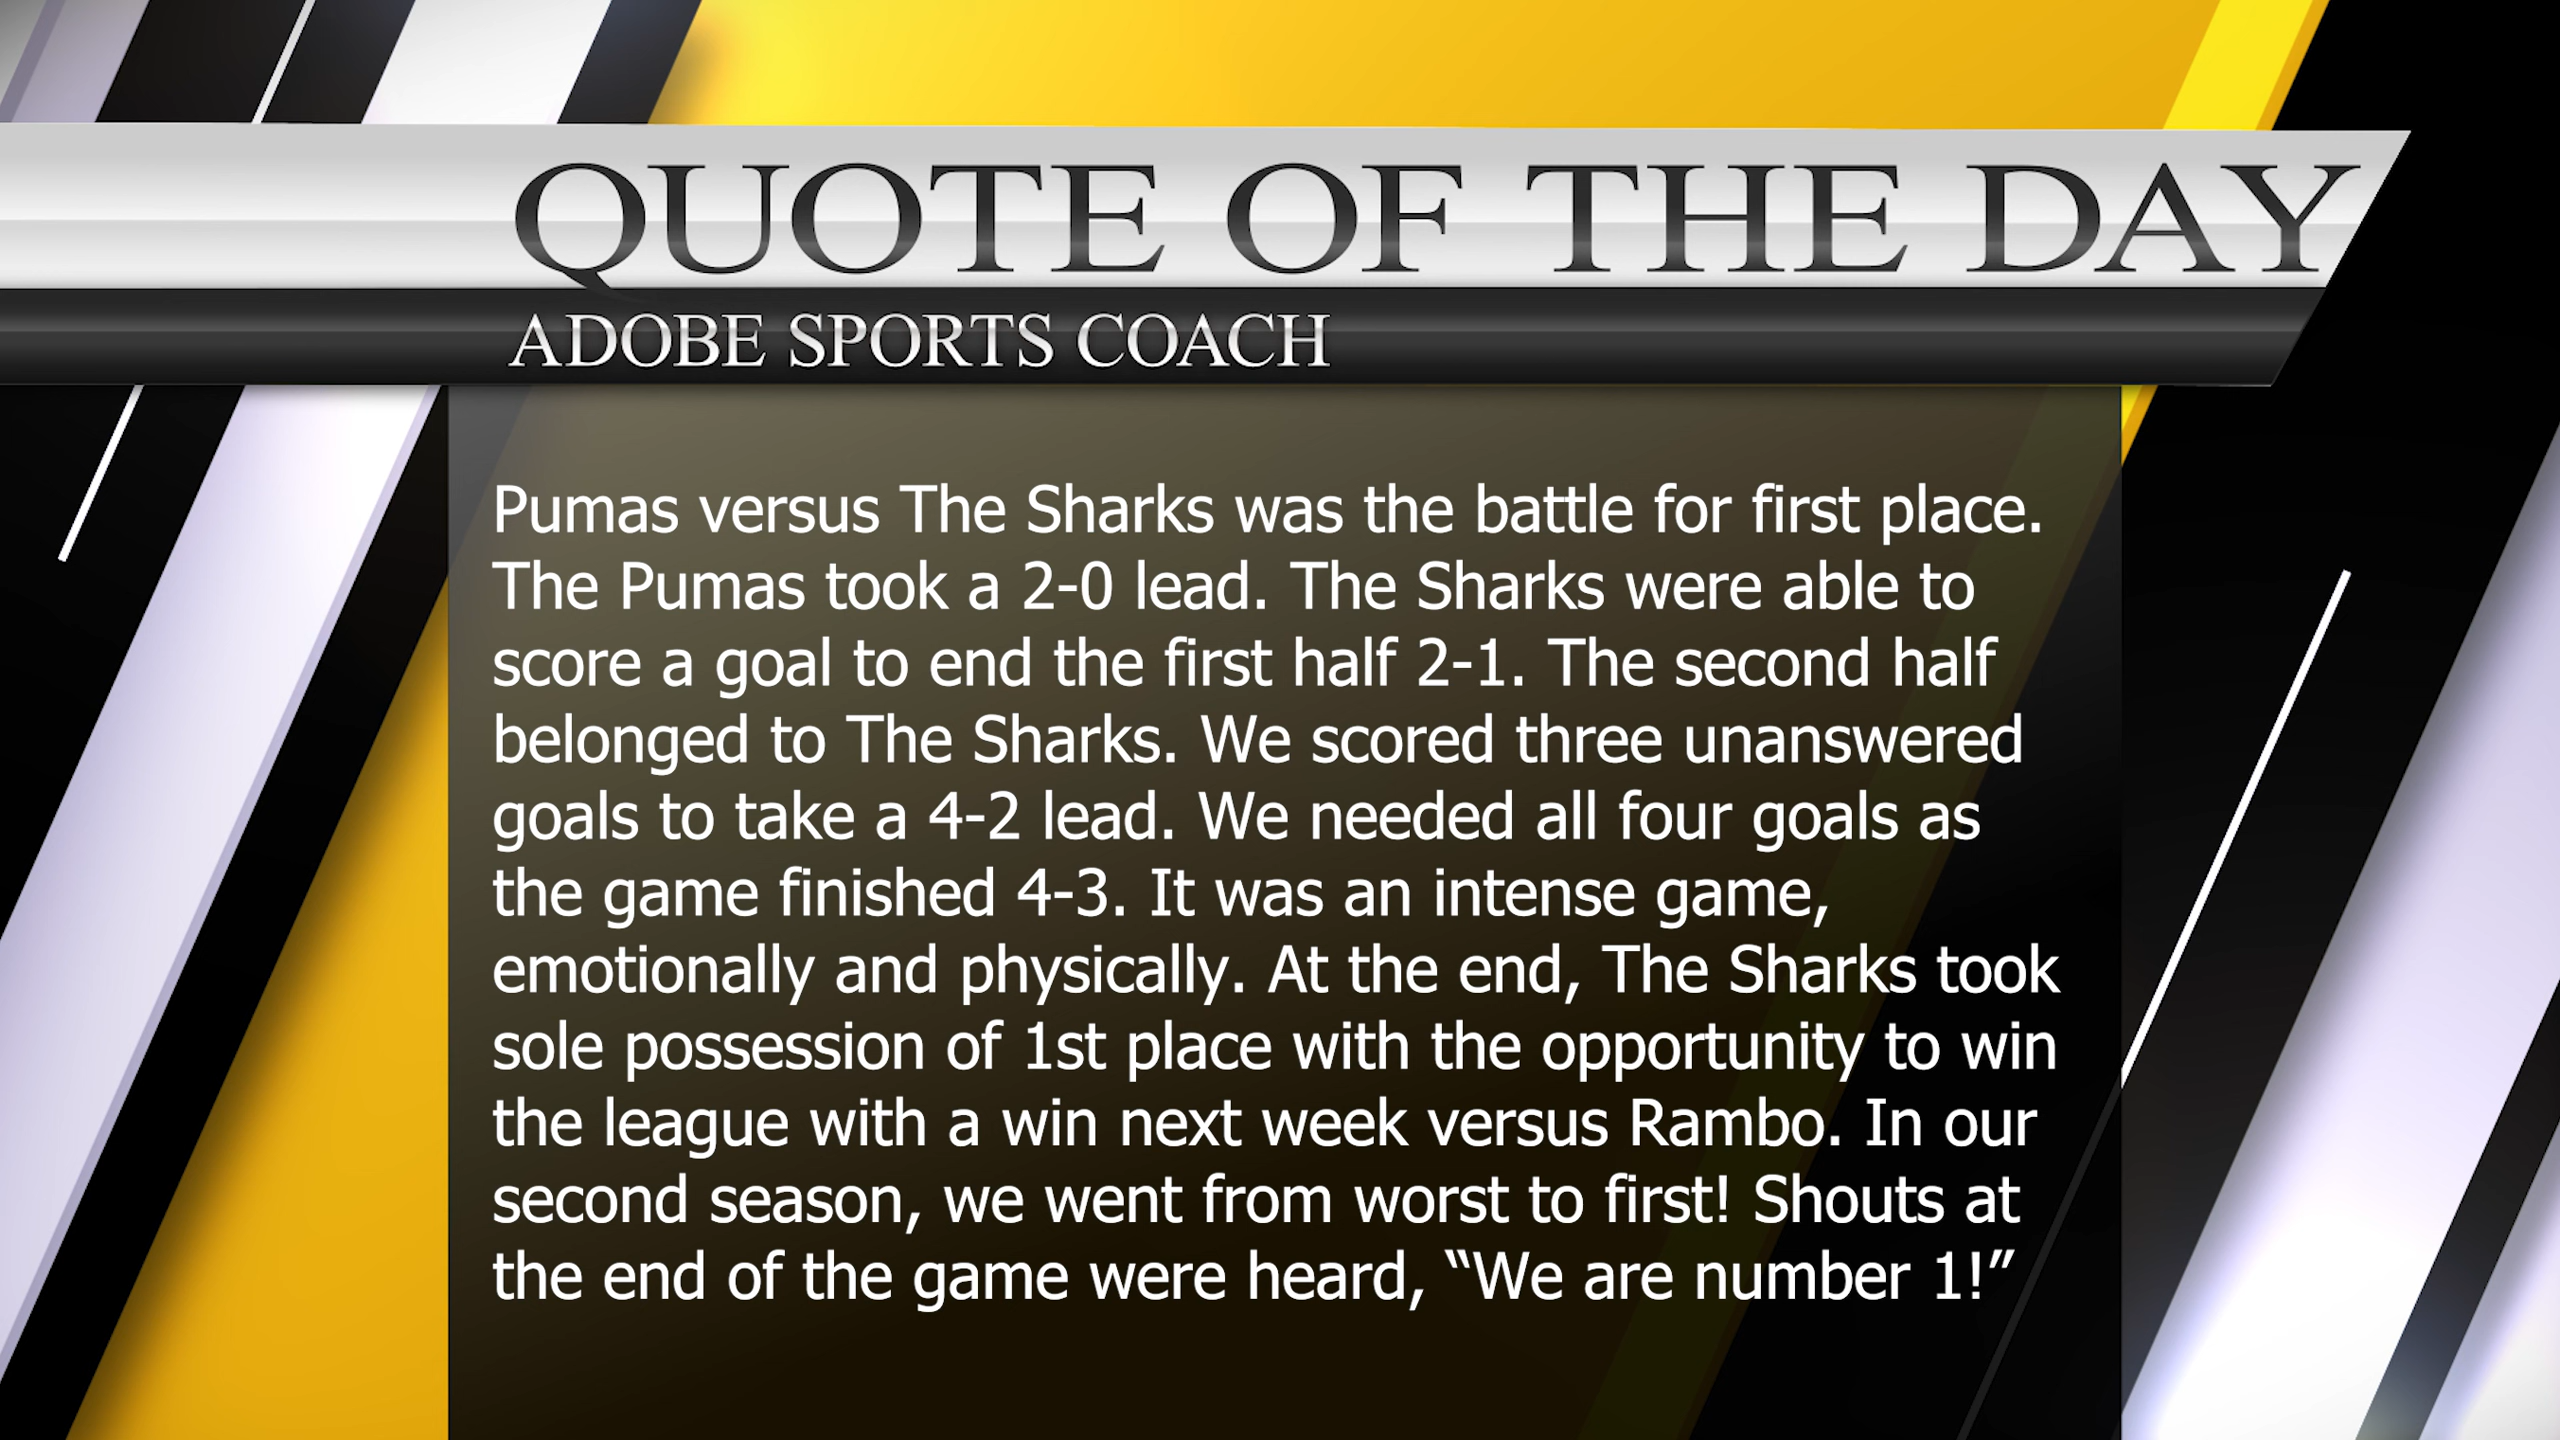 QUOTE OF THE DAY
ADOBE SPORTS COACH
Pumas versus The Sharks was the battle for first place.
The Pumas took a 2-0 lead. The Sharks were able to
score a goal to end the first half 2-1. The second half
belonged to The Sharks. We scored three unanswered
goals to take a 4-2 lead. We needed all four goals as
the game finished 4-3. It was an intense game,
emotionally and physically. At the end, The Sharks took
sole possession of 1st place with the opportunity to win
the league with a win next week versus Rambo. In our
second season, we went from worst to first! Shouts at
the end of the game were heard, “We are number 1!”